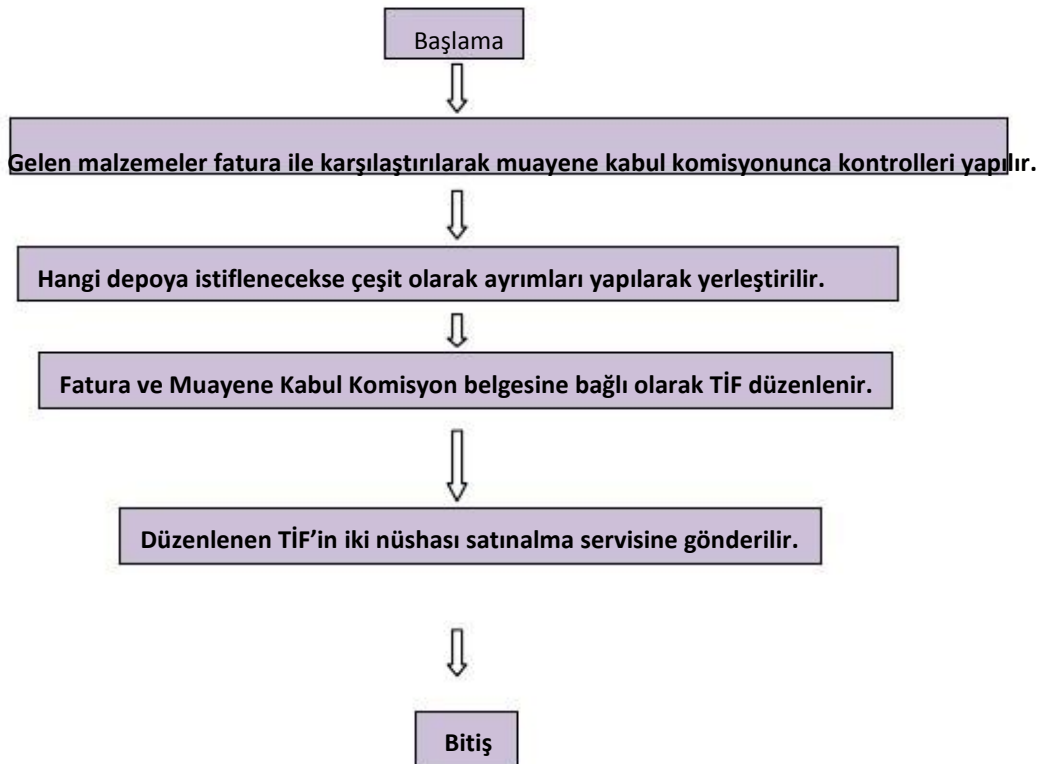 Başlama
Gelen malzemeler fatura ile karşılaştırılarak muayene kabul komisyonunca kontrolleri yapılır.
Hangi depoya istiflenecekse çeşit olarak ayrımları yapılarak yerleştirilir.
Fatura ve Muayene Kabul Komisyon belgesine bağlı olarak TİF düzenlenir.
Düzenlenen TİF’in iki nüshası satınalma servisine gönderilir.
Bitiş